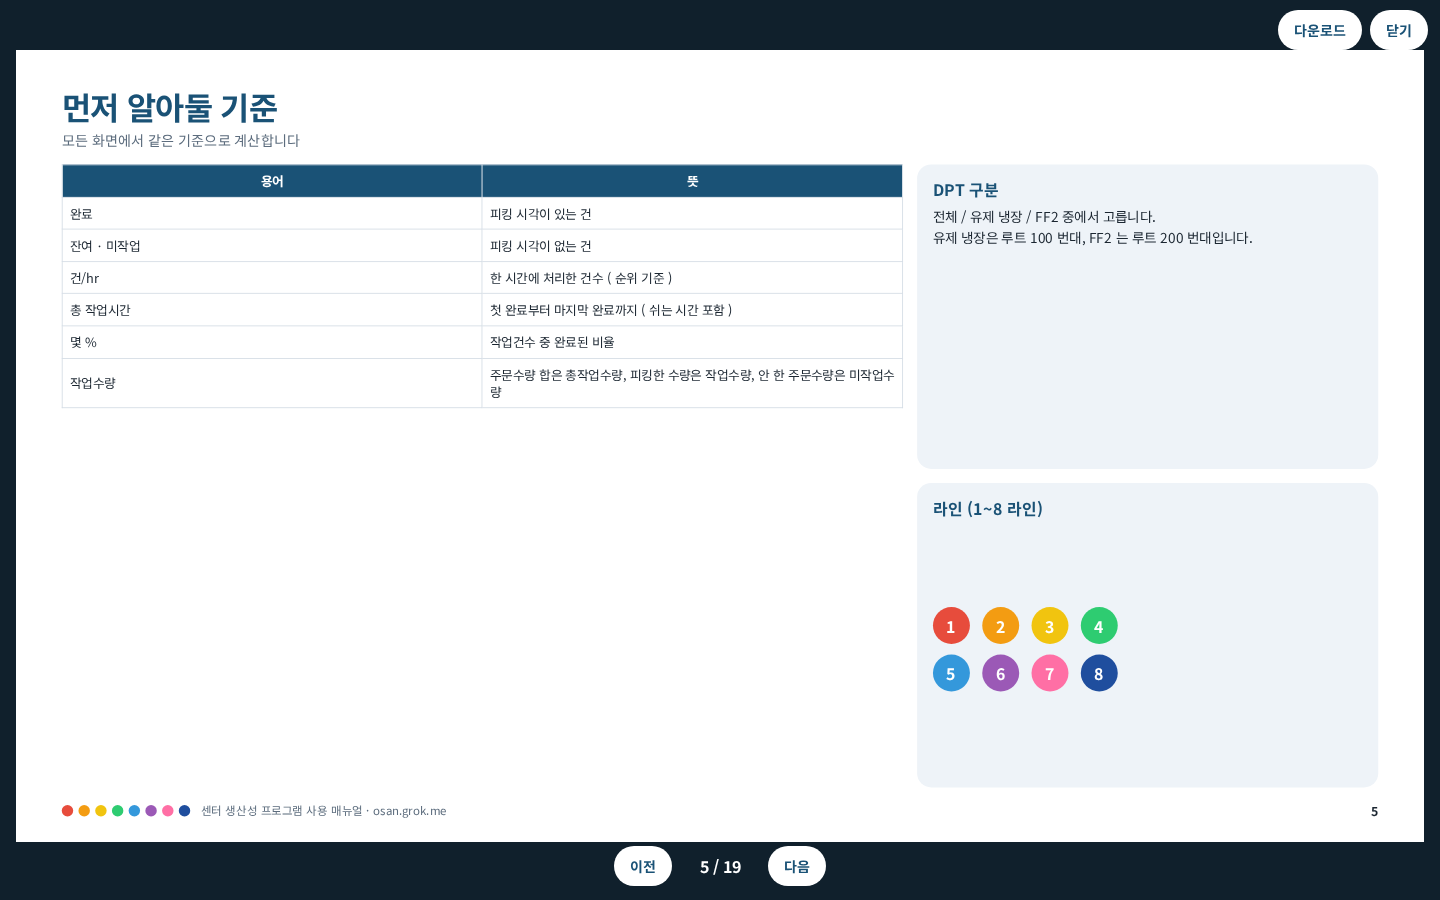 다운로드
닫기
먼저 알아둘 기준
모든 화면에서 같은 기준으로 계산합니다
용어
뜻
완료
피킹 시각이 있는 건
잔여 · 미작업
피킹 시각이 없는 건
건/hr
한 시간에 처리한 건수 ( 순위 기준 )
총 작업시간
첫 완료부터 마지막 완료까지 ( 쉬는 시간 포함 )
몇 %
작업건수 중 완료된 비율
작업수량
주문수량 합은 총작업수량, 피킹한 수량은 작업수량, 안 한 주문수량은 미작업수
량
DPT 구분
전체 / 유제 냉장 / FF2 중에서 고릅니다.
유제 냉장은 루트 100 번대, FF2 는 루트 200 번대입니다.
라인 (1~8 라인)
1 2 3 4
5 6 7 8
센터 생산성 프로그램 사용 매뉴얼 · osan.grok.me
5
이전
5 / 19
다음